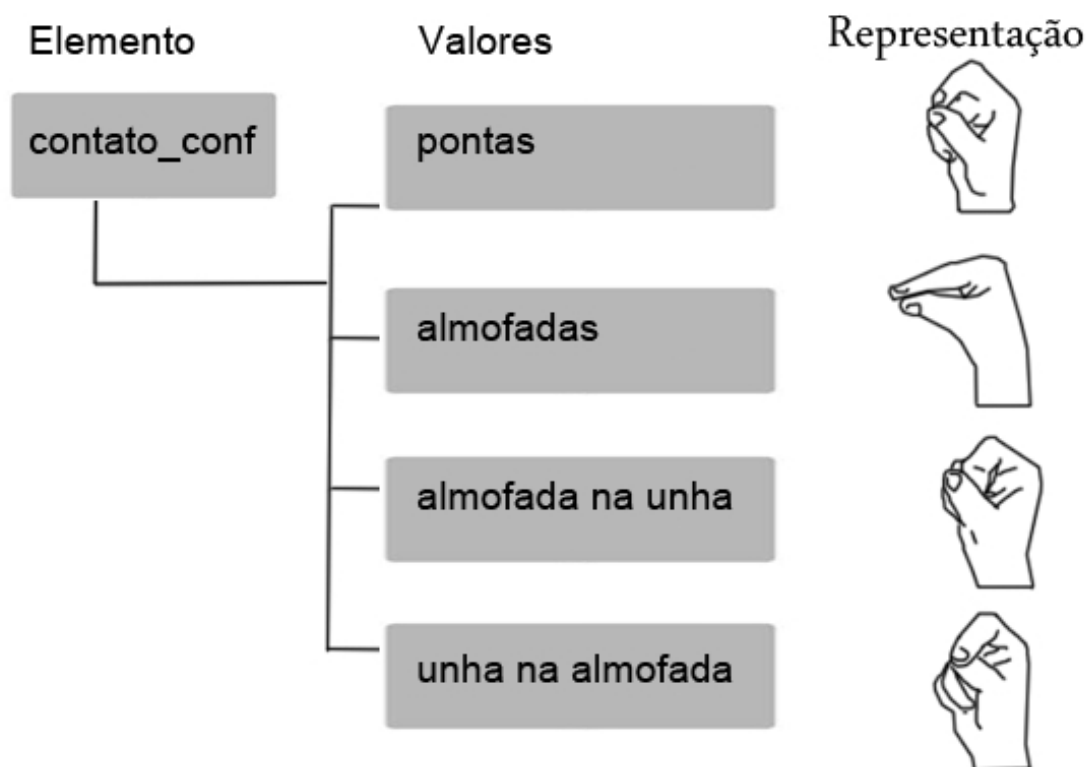 Elemento Valores Representação
contato_conf pontas
almofadas
almofada na unha
unha na almofada